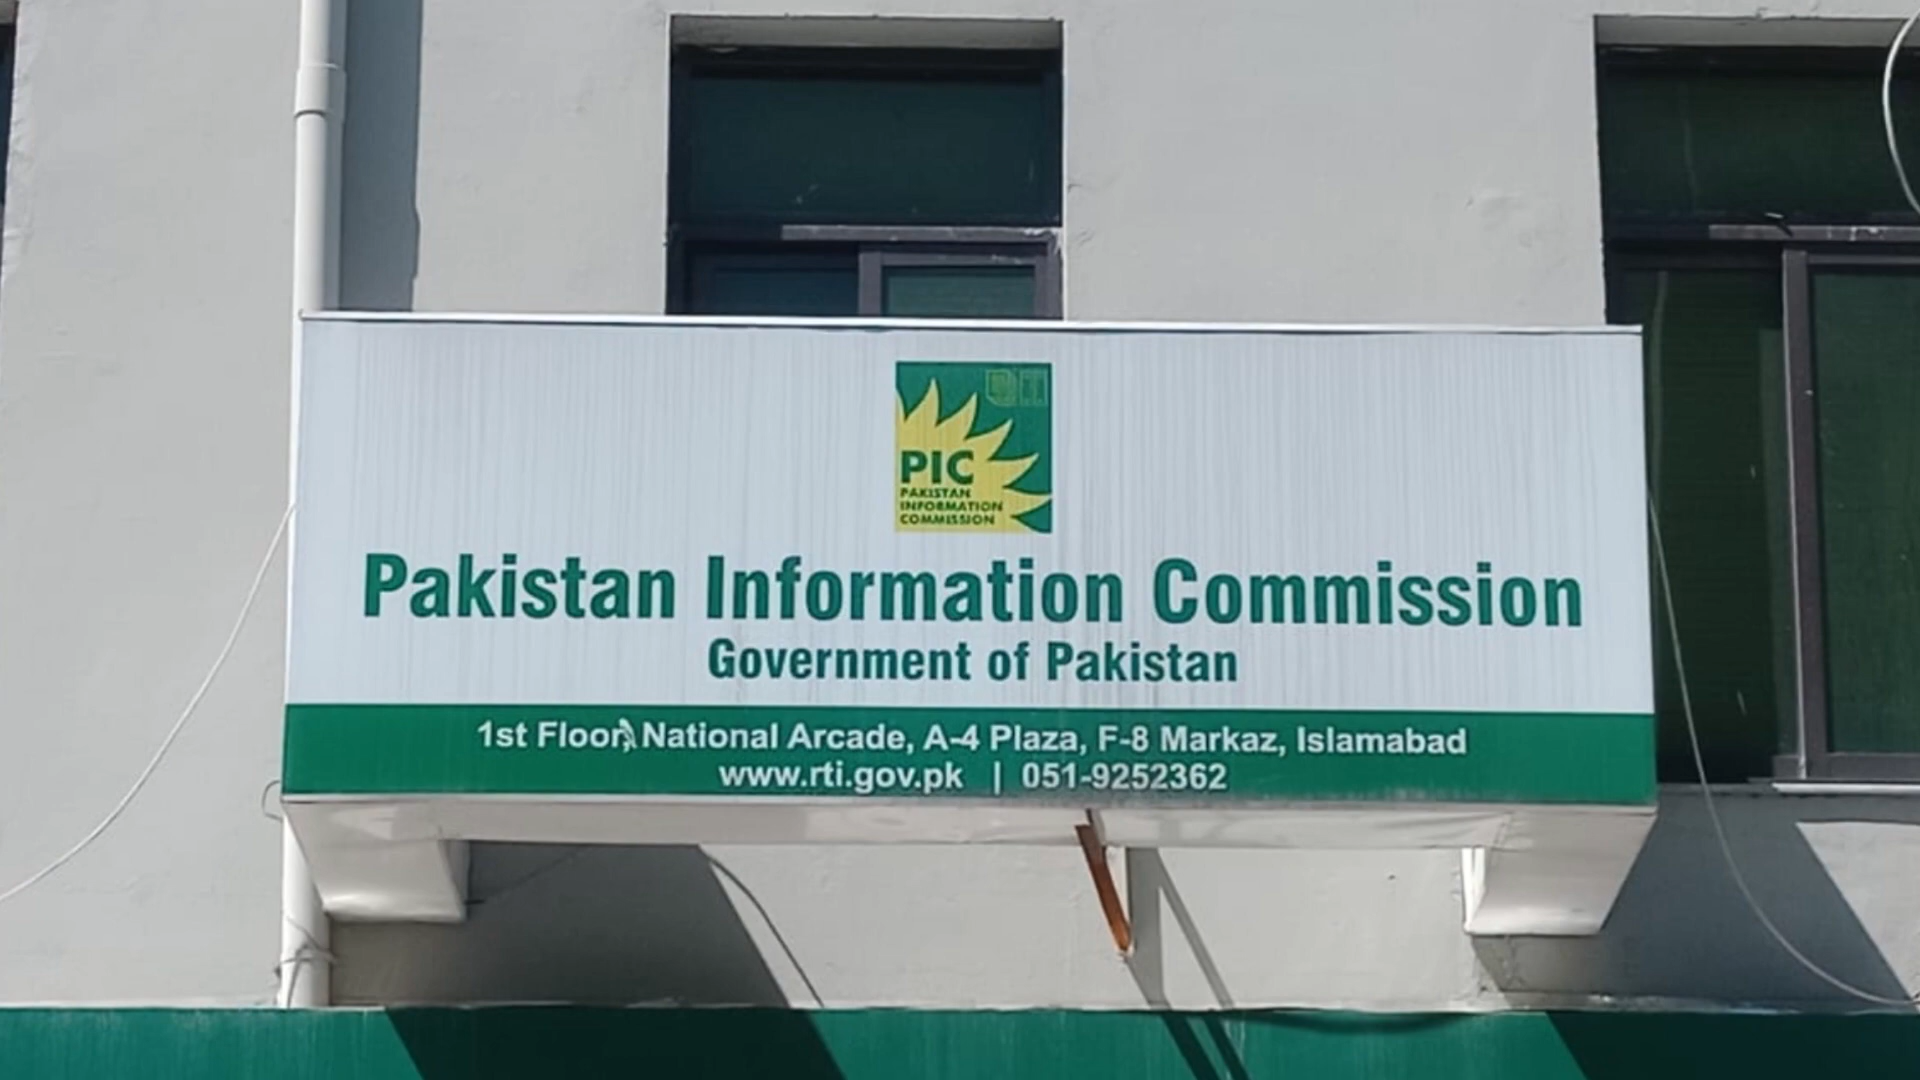 PIC
PAKISTAN
INFORMATION
COMMISSION
Pakistan Information Commission
Government of Pakistan
1st Floor, National Arcade, A-4 Plaza, F-8 Markaz, Islamabad
www.rti.gov.pk | 051-9252362